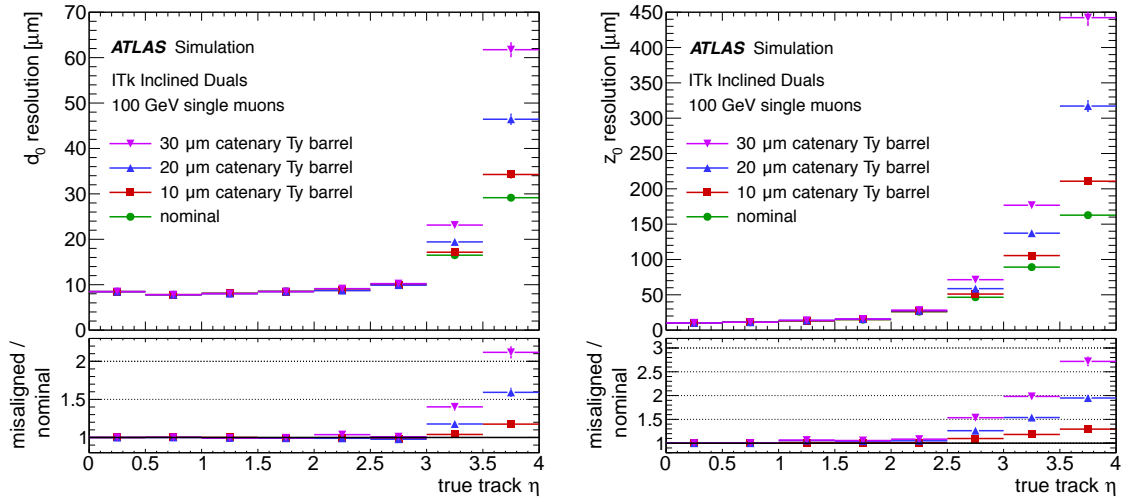 d0 resolution [μm]
70
60
50
40
30
20
10
0
ATLAS Simulation
ITk Inclined Duals
100 GeV single muons
30 μm catenary Ty barrel
20 μm catenary Ty barrel
10 μm catenary Ty barrel
nominal
misaligned /
nominal
2
1.5
1
0 0.5 1 1.5 2 2.5 3 3.5 4
true track η
z0 resolution [μm]
450
400
350
300
250
200
150
100
50
0
ATLAS Simulation
ITk Inclined Duals
100 GeV single muons
30 μm catenary Ty barrel
20 μm catenary Ty barrel
10 μm catenary Ty barrel
nominal
misaligned /
nominal
3
2.5
2
1.5
1
0 0.5 1 1.5 2 2.5 3 3.5 4
true track η